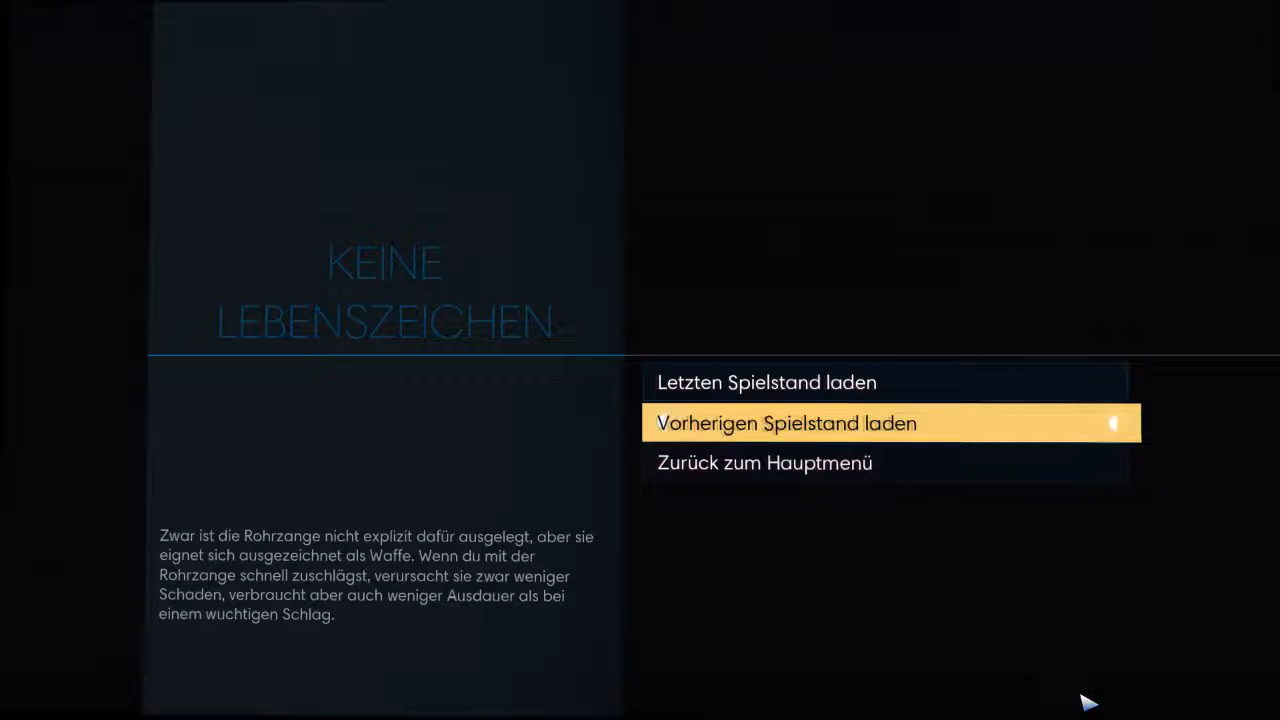 KEINE
LEBENSZEICHEN
Letzten Spielstand laden
Vorherigen Spielstand laden
Zurück zum Hauptmenü
Zwar ist die Rohrzange nicht explizit dafür ausgelegt, aber sie
eignet sich ausgezeichnet als Waffe. Wenn du mit der
Rohrzange schnell zuschlägst, verursacht sie zwar weniger
Schaden, verbraucht aber auch weniger Ausdauer als bei
einem wuchtigen Schlag.